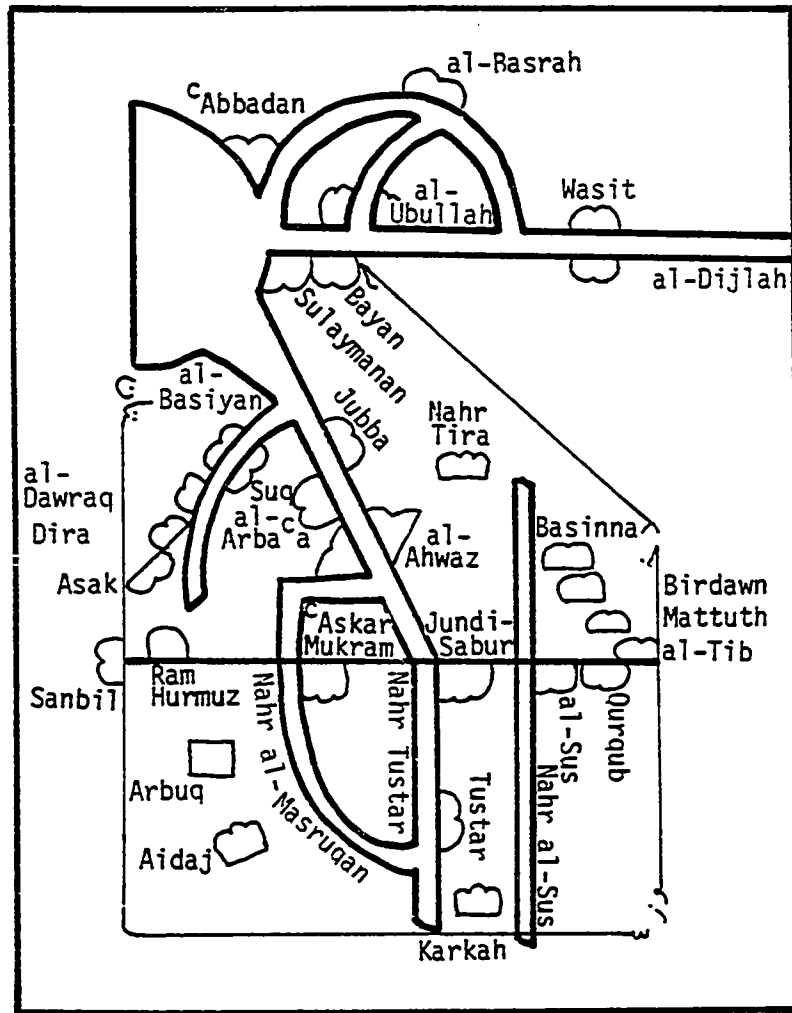 al-Basrah
ᶜAbbadan
al-
Ubullah
Wasit
al-Dijlah
Bayan
Sulaymanan
al-
Basiyan
Jubba
Nahr
Tira
al-
Dawraq
Dira
Suq
al-
Arbaᶜa
al-
Ahwaz
Basinna
Asak
Birdawn
Mattuth
al-Tib
ᶜAskar
Mukram
Jundi-
Sabur
Sanbil
Ram
Hurmuz
Nahr al-Masruqan
Nahr Tustar
al-Sus
Qurqub
Arbuq
Tustar
Nahr al-Sus
Aidaj
Karkah